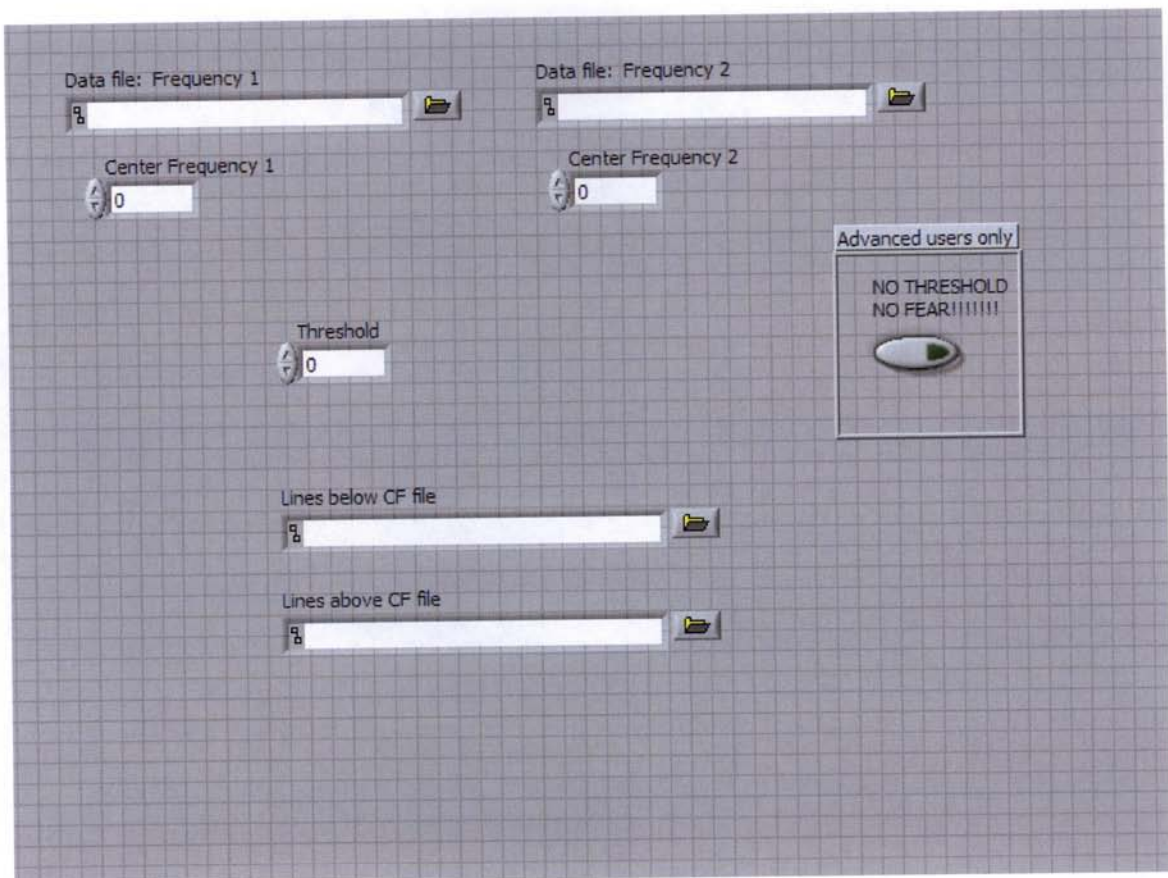 Data file: Frequency 1
Data file: Frequency 2
Center Frequency 1
0
Center Frequency 2
0
Advanced users only
NO THRESHOLD
NO FEAR!!!!!!!
Threshold
0
Lines below CF file
Lines above CF file